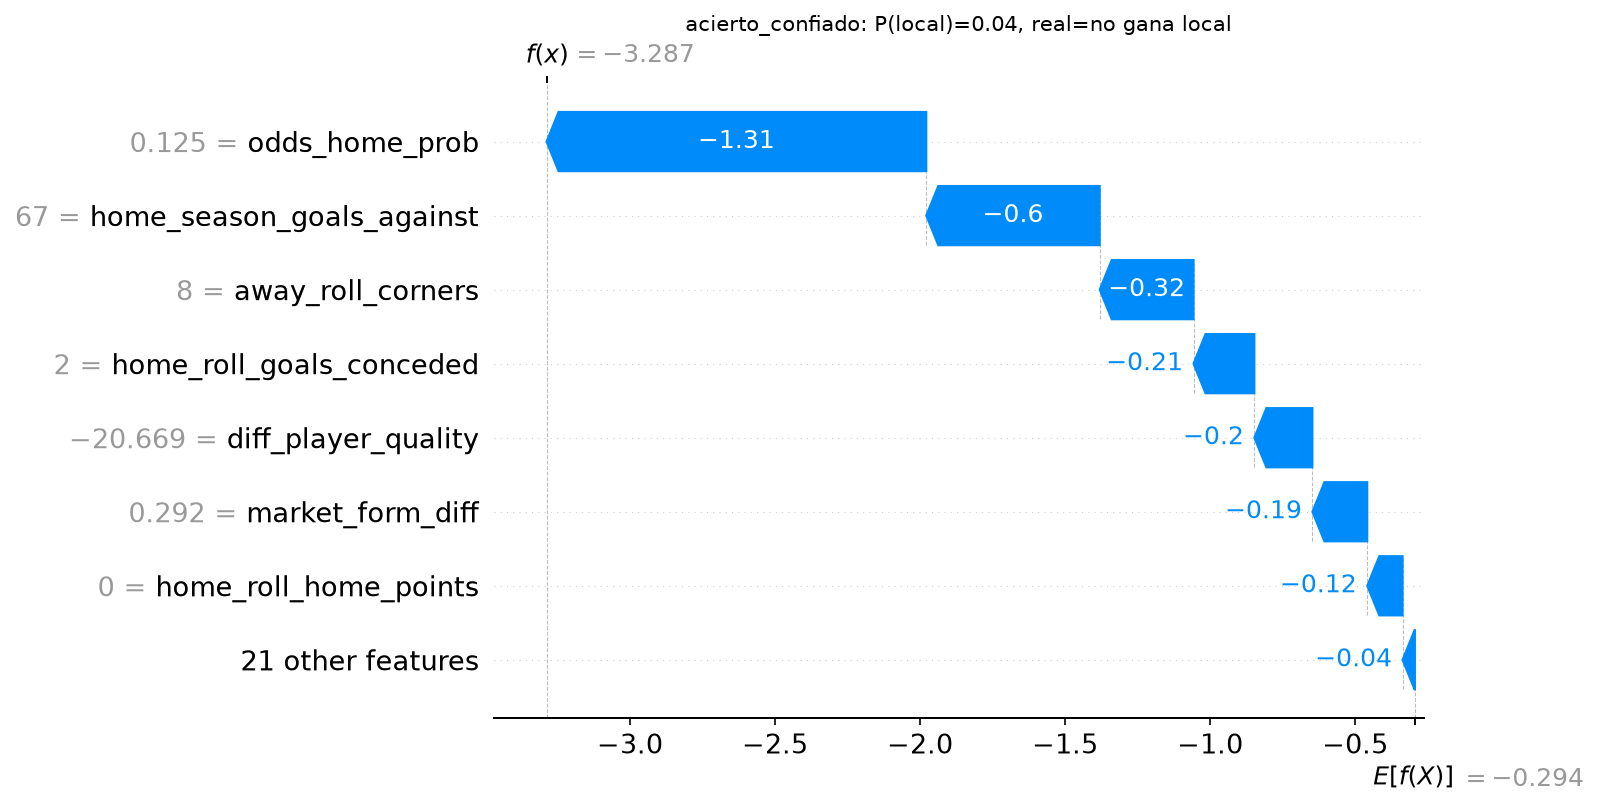 acierto_confiado: P(local)=0.04, real=no gana local
f(x) = −3.287
0.125 = odds_home_prob
−1.31
67 = home_season_goals_against
−0.6
8 = away_roll_corners
−0.32
2 = home_roll_goals_conceded
−0.21
−20.669 = diff_player_quality
−0.2
0.292 = market_form_diff
−0.19
0 = home_roll_home_points
−0.12
21 other features
−0.04
−3.0 −2.5 −2.0 −1.5 −1.0 −0.5
E[f(X)] = −0.294